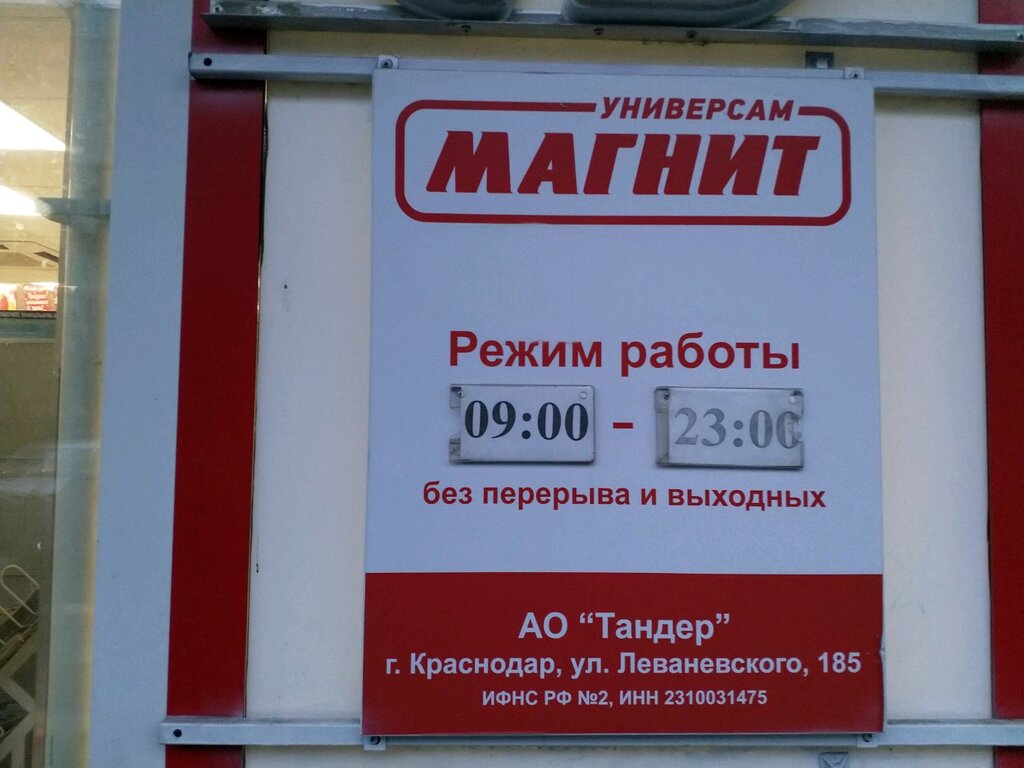 УНИВЕРСАМ
МАГНИТ
Режим работы
09:00 - 23:00
без перерыва и выходных
АО “Тандер”
г. Краснодар, ул. Леваневского, 185
ИФНС РФ №2, ИНН 2310031475